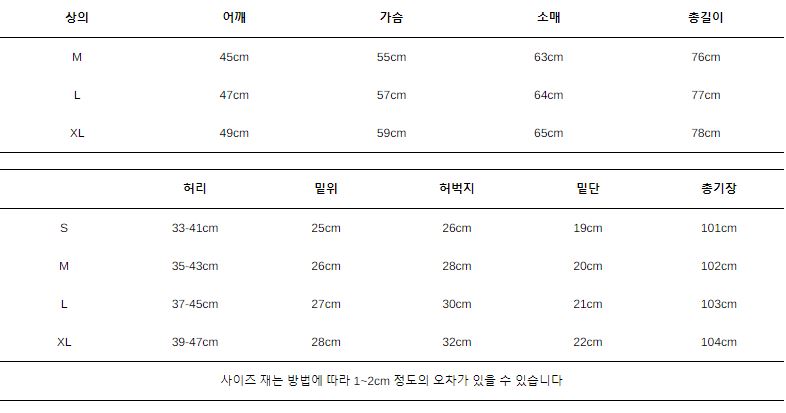 상의 어깨 가슴 소매 총길이
M 45cm 55cm 63cm 76cm
L 47cm 57cm 64cm 77cm
XL 49cm 59cm 65cm 78cm
허리 밑위 허벅지 밑단 총기장
S 33-41cm 25cm 26cm 19cm 101cm
M 35-43cm 26cm 28cm 20cm 102cm
L 37-45cm 27cm 30cm 21cm 103cm
XL 39-47cm 28cm 32cm 22cm 104cm
사이즈 재는 방법에 따라 1~2cm 정도의 오차가 있을 수 있습니다